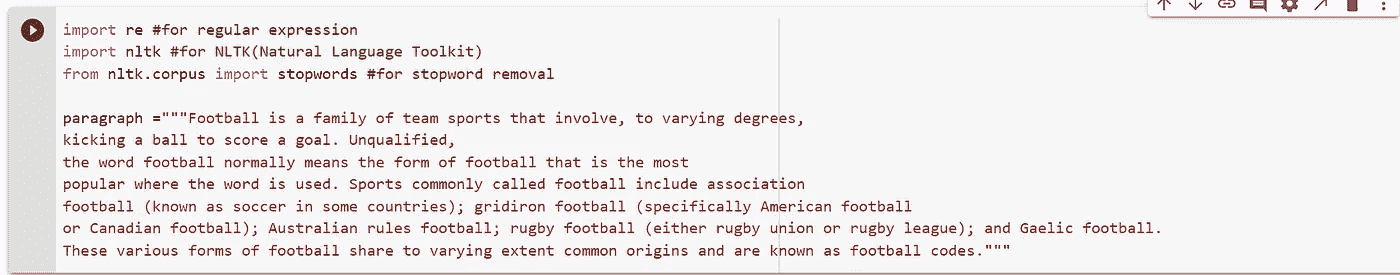 import re #for regular expression
import nltk #for NLTK(Natural Language Toolkit)
from nltk.corpus import stopwords #for stopword removal
paragraph ="""Football is a family of team sports that involve, to varying degrees,
kicking a ball to score a goal. Unqualified,
the word football normally means the form of football that is the most
popular where the word is used. Sports commonly called football include association
football (known as soccer in some countries); gridiron football (specifically American football
or Canadian football); Australian rules football; rugby football (either rugby union or rugby league); and Gaelic football.
These various forms of football share to varying extent common origins and are known as football codes."""